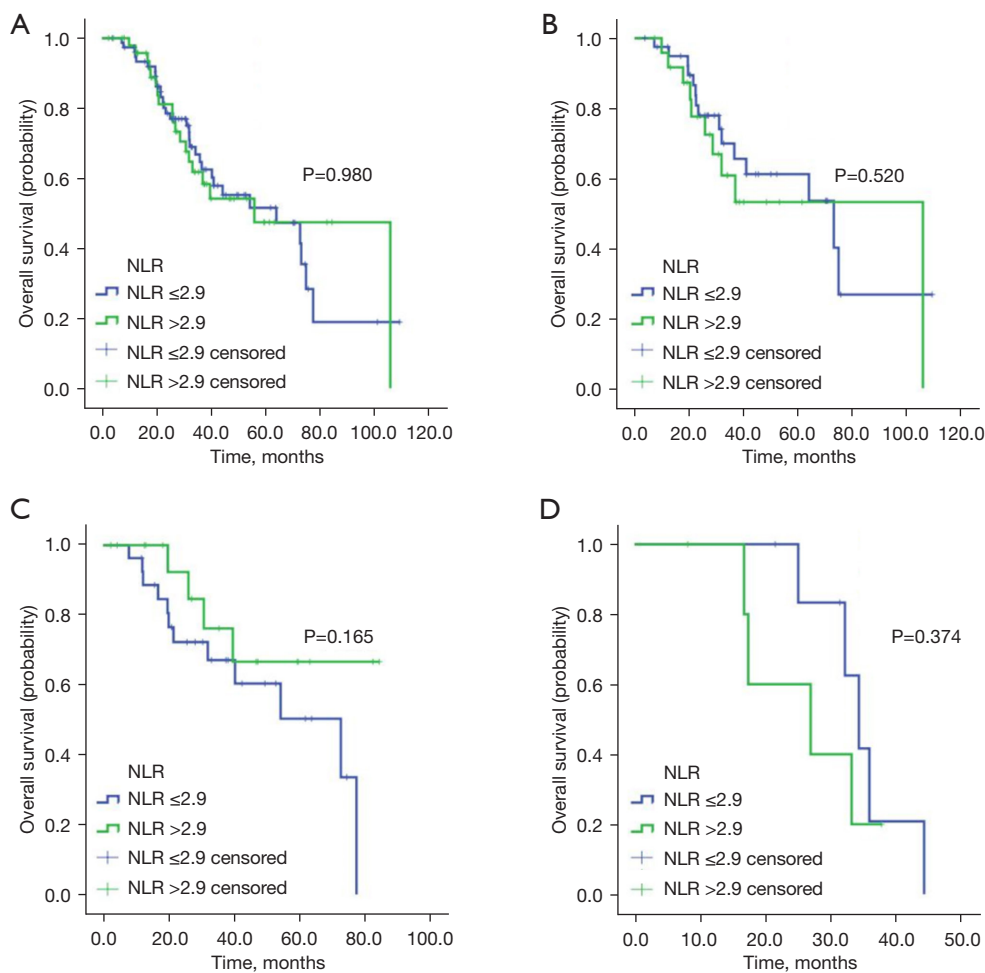 A
Overall survival (probability)
1.0
0.8
0.6
0.4
0.2
0.0
P=0.980
NLR
NLR ≤2.9
NLR >2.9
NLR ≤2.9 censored
NLR >2.9 censored
0.0 20.0 40.0 60.0 80.0 100.0 120.0
Time, months
B
Overall survival (probability)
1.0
0.8
0.6
0.4
0.2
0.0
P=0.520
NLR
NLR ≤2.9
NLR >2.9
NLR ≤2.9 censored
NLR >2.9 censored
0.0 20.0 40.0 60.0 80.0 100.0 120.0
Time, months
C
Overall survival (probability)
1.0
0.8
0.6
0.4
0.2
0.0
P=0.165
NLR
NLR ≤2.9
NLR >2.9
NLR ≤2.9 censored
NLR >2.9 censored
0.0 20.0 40.0 60.0 80.0 100.0
Time, months
D
Overall survival (probability)
1.0
0.8
0.6
0.4
0.2
0.0
P=0.374
NLR
NLR ≤2.9
NLR >2.9
NLR ≤2.9 censored
NLR >2.9 censored
0.0 10.0 20.0 30.0 40.0 50.0
Time, months